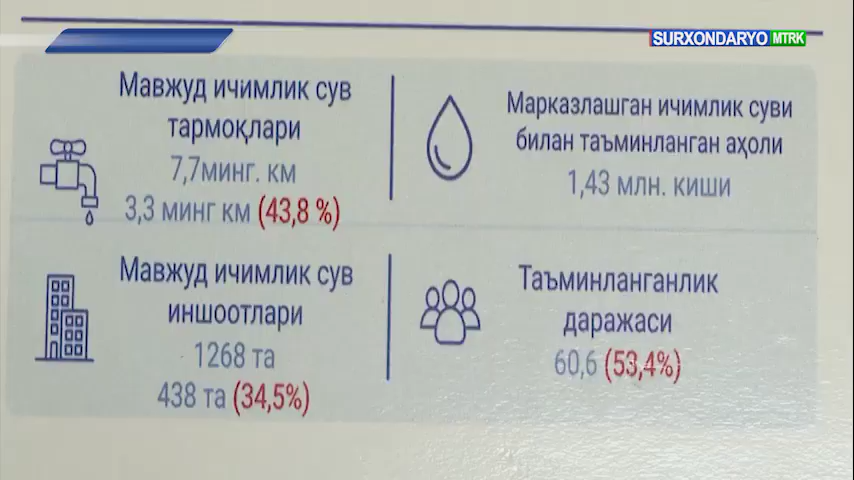 SURXONDARYO MTRK
Мавжуд ичимлик сув
тармоқлари
7,7минг. км
3,3 минг км (43,8 %)
Марказлашган ичимлик суви
билан таъминланган аҳоли
1,43 млн. киши
Мавжуд ичимлик сув
иншоотлари
1268 та
438 та (34,5%)
Таъминланганлик
даражаси
60,6 (53,4%)